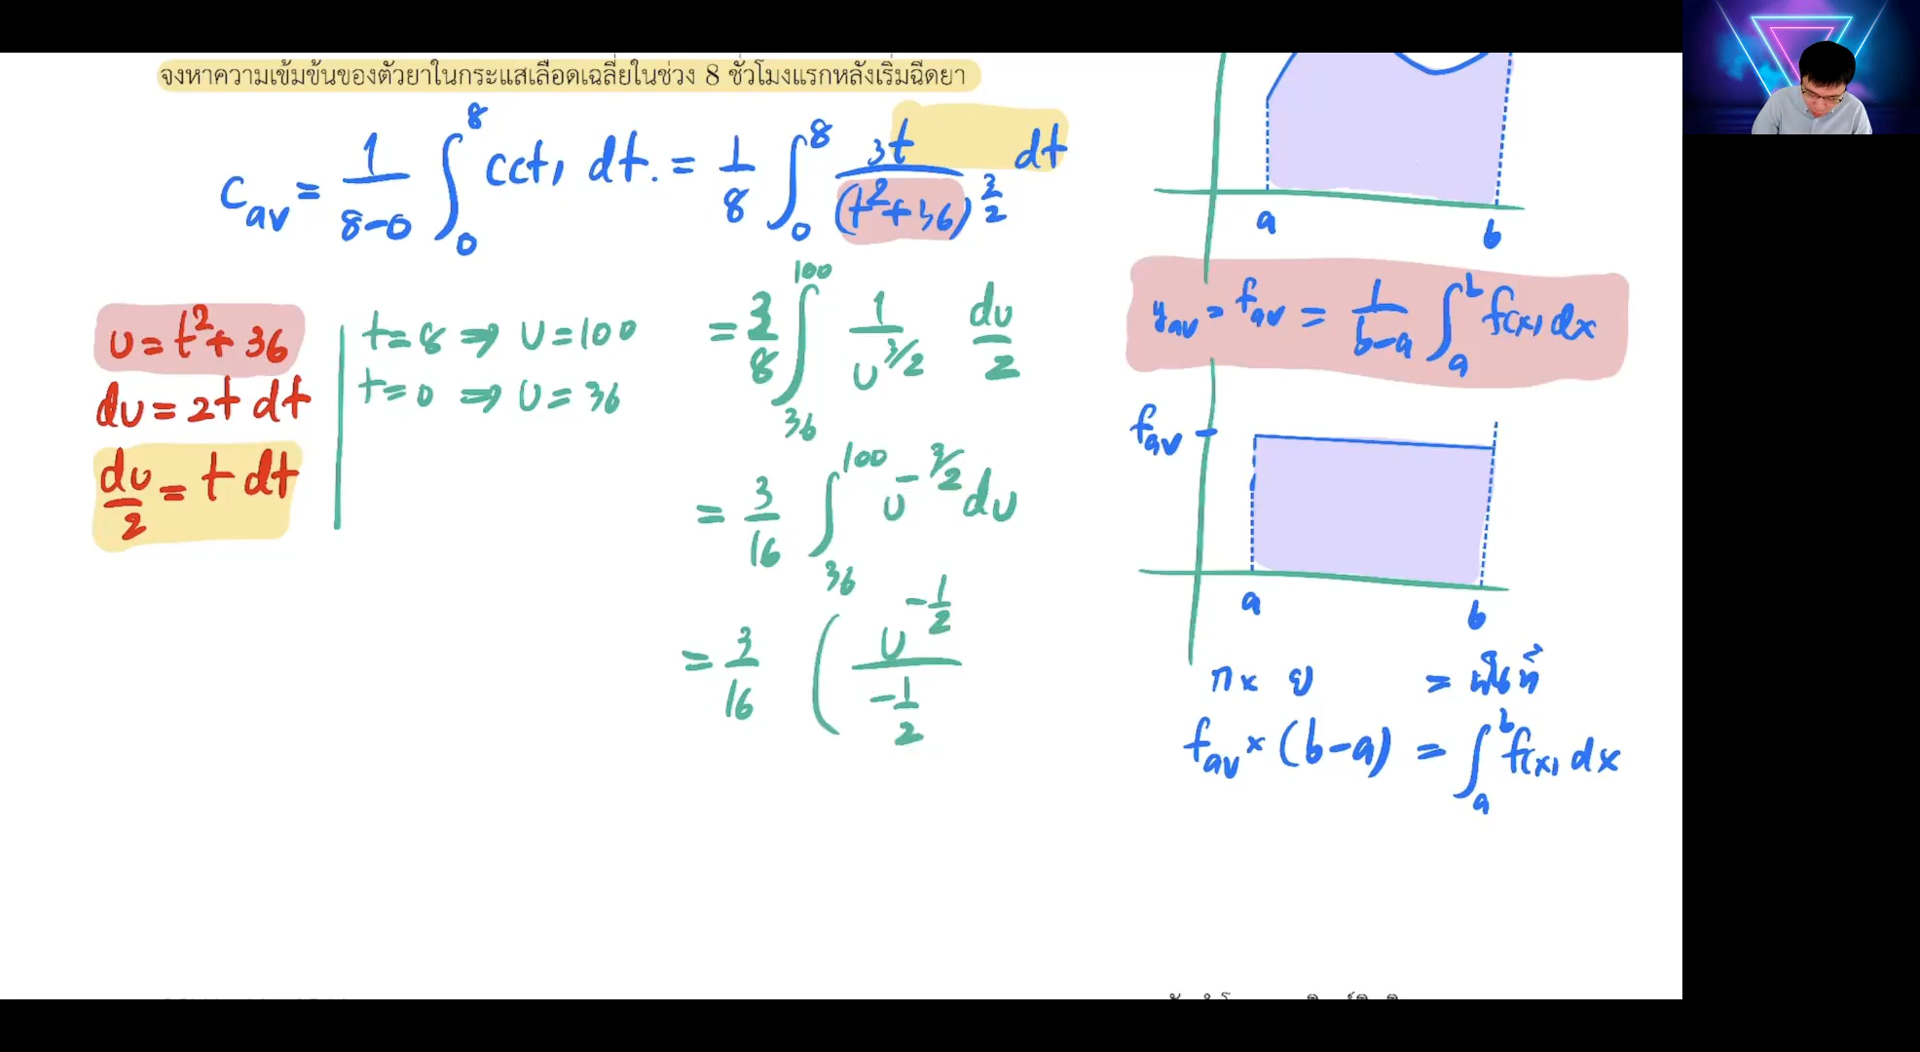 จงหาความเข้มข้นของตัวยาในกระแสเลือดเฉลี่ยในช่วง 8 ชั่วโมงแรกหลังเริ่มฉีดยา
C_av = 1/(8-0) ∫_0^8 c(t) dt. = 1/8 ∫_0^8 3t/(t²+36)^(3/2) dt
u = t² + 36
du = 2t dt
du/2 = t dt
t=8 ⇒ u=100
t=0 ⇒ u=36
= 3/8 ∫_36^100 1/u^(3/2) du/2
= 3/16 ∫_36^100 u^(-3/2) du
= 3/16 ( u^(-1/2)/(-1/2)
a b
y_av = f_av = 1/(b-a) ∫_a^b f(x) dx
f_av
a b
ก × ย = พื้นที่
f_av × (b-a) = ∫_a^b f(x) dx